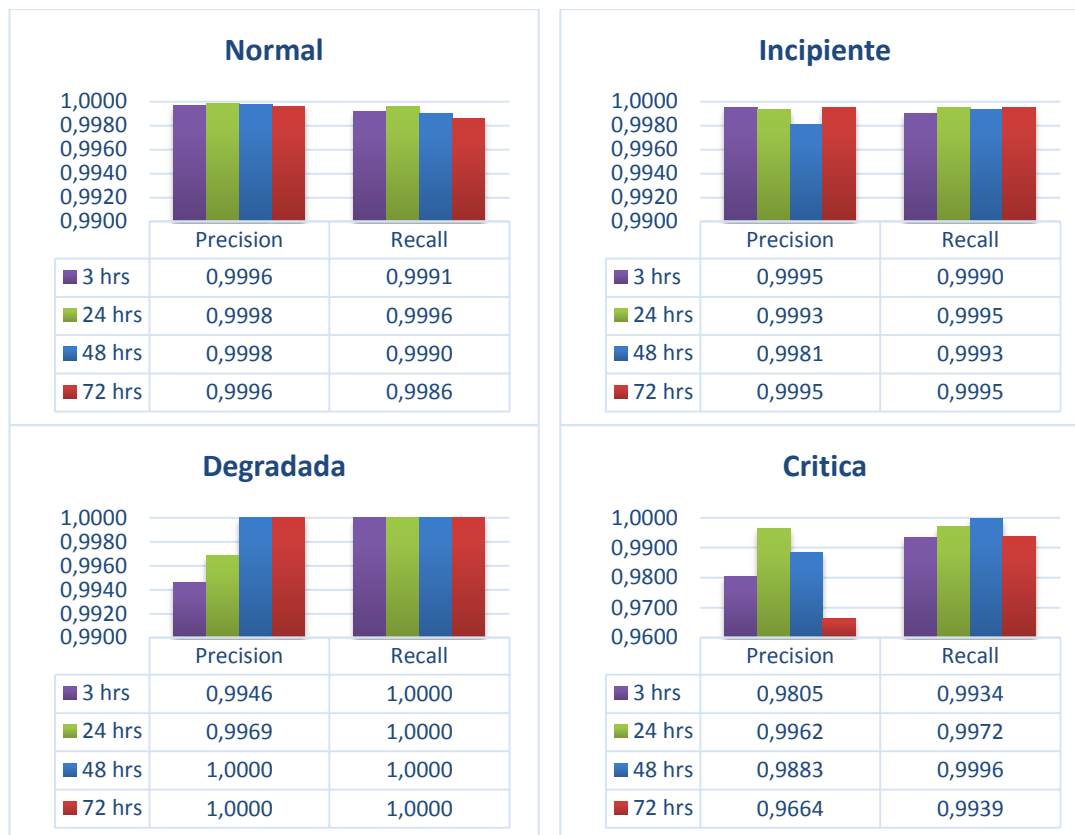 Normal
1,0000
0,9980
0,9960
0,9940
0,9920
0,9900
Precision Recall
3 hrs 0,9996 0,9991
24 hrs 0,9998 0,9996
48 hrs 0,9998 0,9990
72 hrs 0,9996 0,9986
Incipiente
1,0000
0,9980
0,9960
0,9940
0,9920
0,9900
Precision Recall
3 hrs 0,9995 0,9990
24 hrs 0,9993 0,9995
48 hrs 0,9981 0,9993
72 hrs 0,9995 0,9995
Degradada
1,0000
0,9980
0,9960
0,9940
0,9920
0,9900
Precision Recall
3 hrs 0,9946 1,0000
24 hrs 0,9969 1,0000
48 hrs 1,0000 1,0000
72 hrs 1,0000 1,0000
Critica
1,0000
0,9900
0,9800
0,9700
0,9600
Precision Recall
3 hrs 0,9805 0,9934
24 hrs 0,9962 0,9972
48 hrs 0,9883 0,9996
72 hrs 0,9664 0,9939